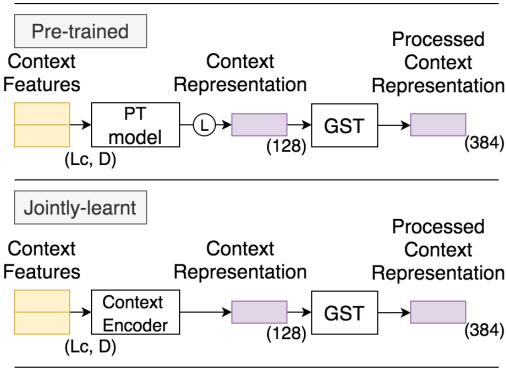 Pre-trained
Context
Features
Context
Representation
Processed
Context
Representation
PT
model
L
GST
(Lc, D)
(128)
(384)
Jointly-learnt
Context
Features
Context
Representation
Processed
Context
Representation
Context
Encoder
GST
(Lc, D)
(128)
(384)